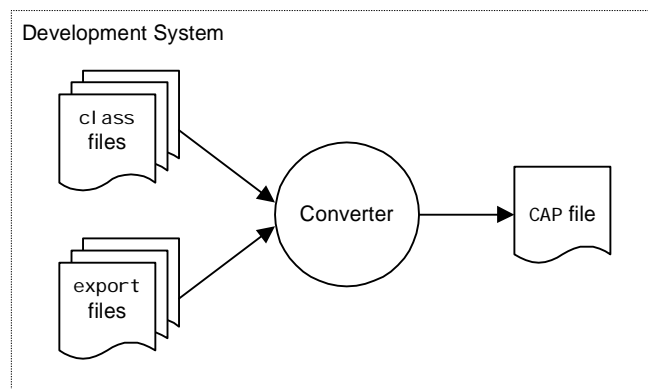 Development System
class
files
Converter
CAP file
export
files